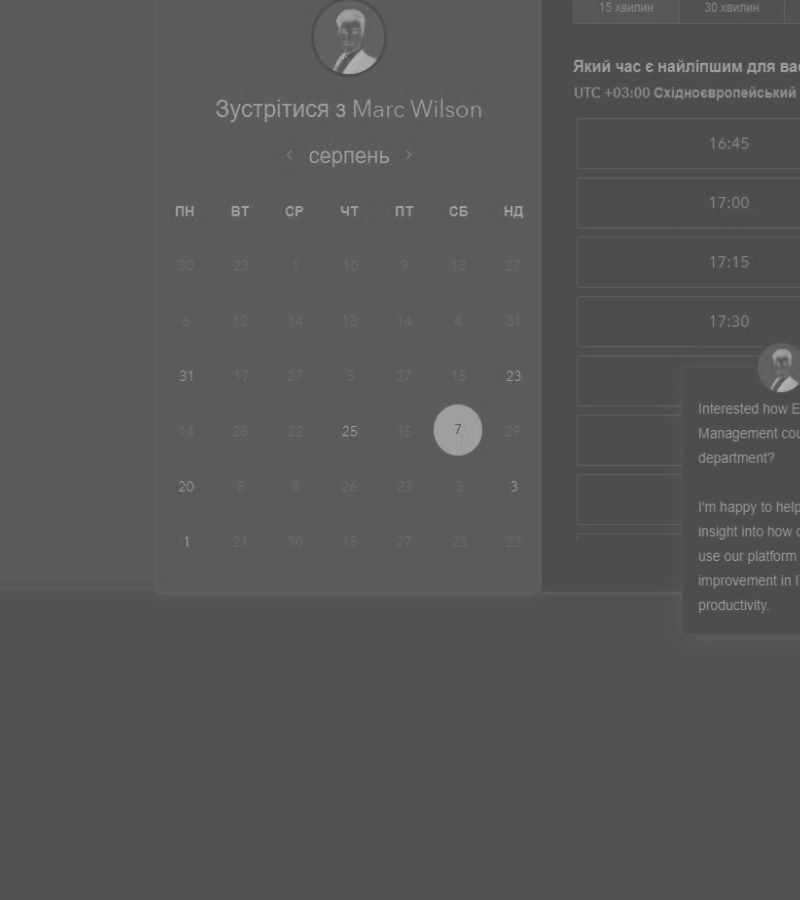 15 хвилин 30 хвилин
Який час є найліпшим для вас
UTC +03:00 Східноєвропейський
Зустрітися з Marc Wilson
‹ серпень ›
ПН ВТ СР ЧТ ПТ СБ НД
30 23 1 10 9 13 27
6 12 14 13 14 4 31
31 17 27 3 27 15 23
14 28 22 25 15 7 29
20 8 8 26 23 3 3
1 21 30 15 27 23 23
16:45
17:00
17:15
17:30
Interested how E
Management cou
department?
I'm happy to help
insight into how
use our platform
improvement in I
productivity.